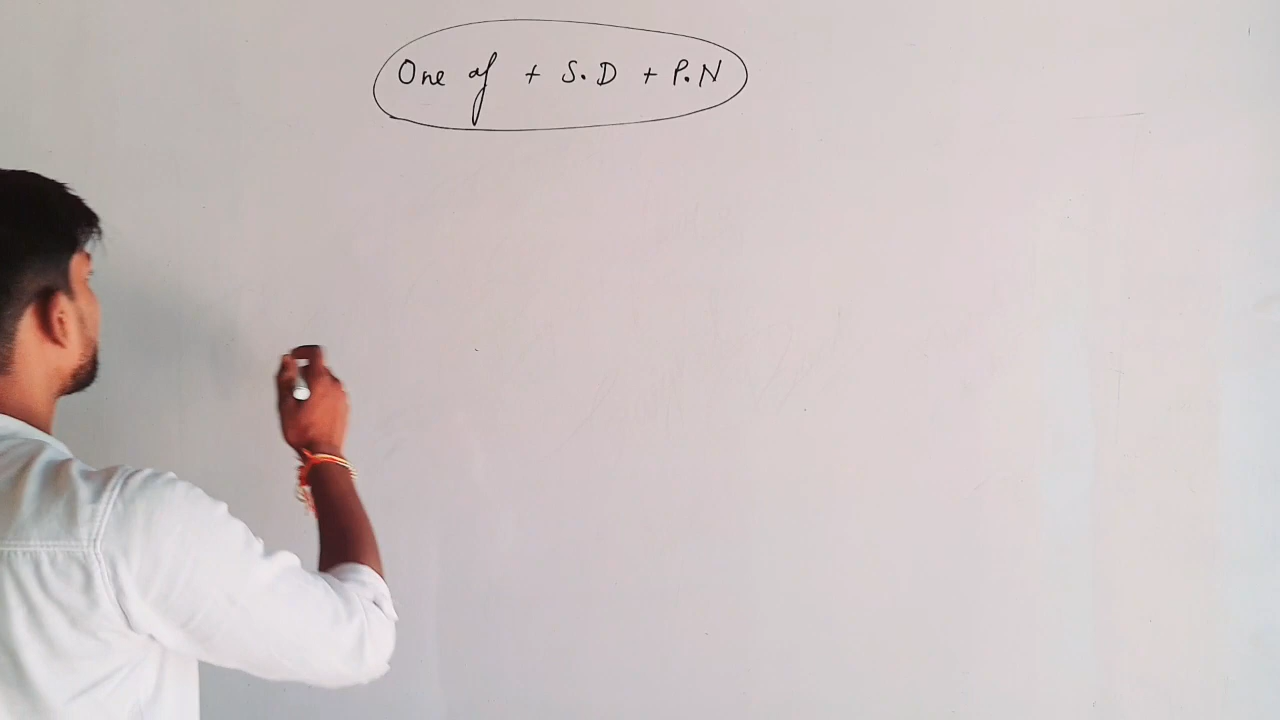 One of + S.D + P.N